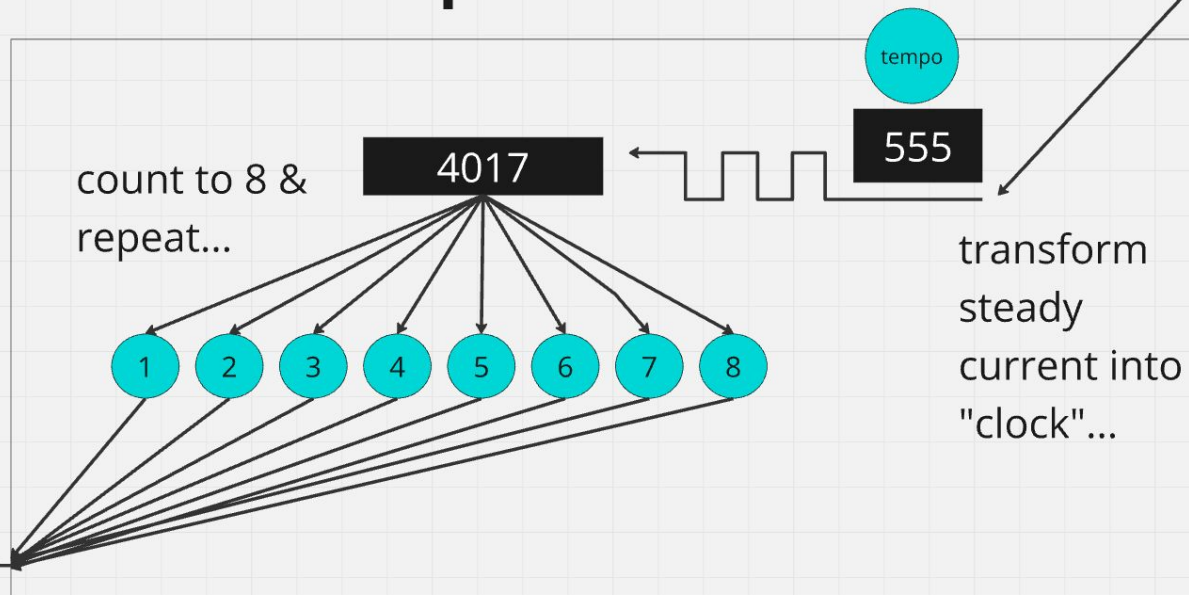 tempo
555
4017
count to 8 &
repeat...
transform
steady
current into
"clock"...
1 2 3 4 5 6 7 8